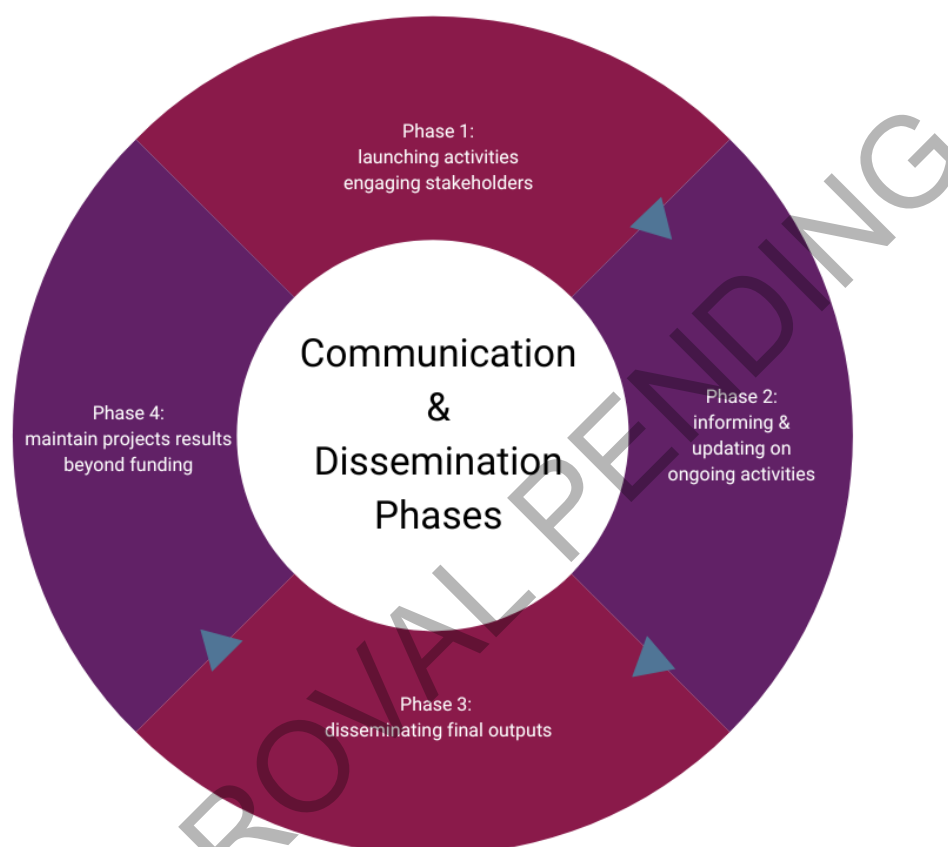 Phase 1:
launching activities
engaging stakeholders
Communication
&
Dissemination
Phases
Phase 2:
informing &
updating on
ongoing activities
Phase 4:
maintain projects results
beyond funding
Phase 3:
disseminating final outputs
ROVAL PENDING